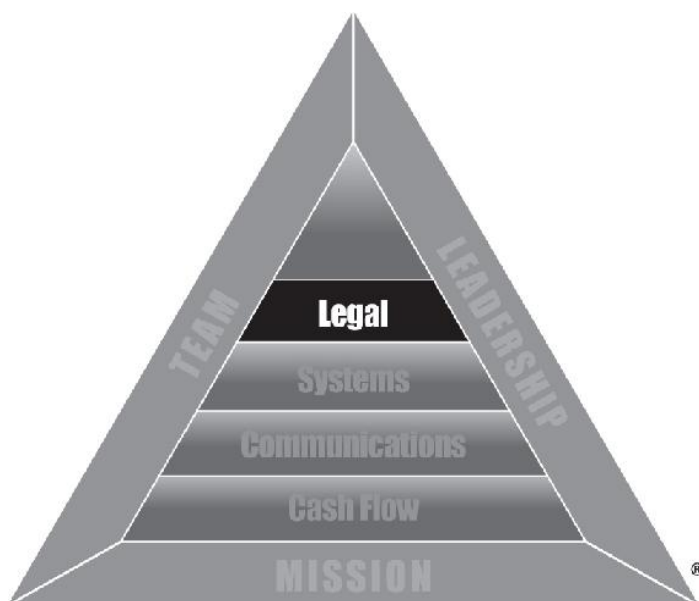 TEAM
LEADERSHIP
Legal
Systems
Communications
Cash Flow
MISSION
®